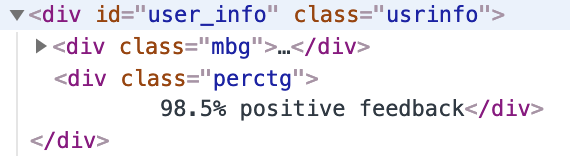 ▼<div id="user_info" class="usrinfo">
▶<div class="mbg">…</div>
<div class="perctg">
98.5% positive feedback</div>
</div>